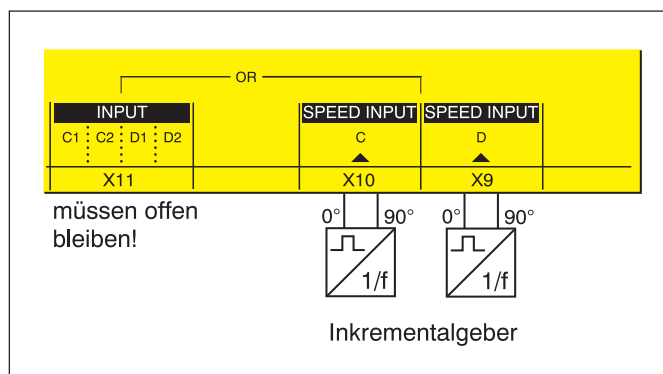 OR
INPUT
SPEED INPUT
SPEED INPUT
C1 C2 D1 D2
C
D
X11
X10
X9
müssen offen
bleiben!
0° 90°
0° 90°
1/f
1/f
Inkrementalgeber